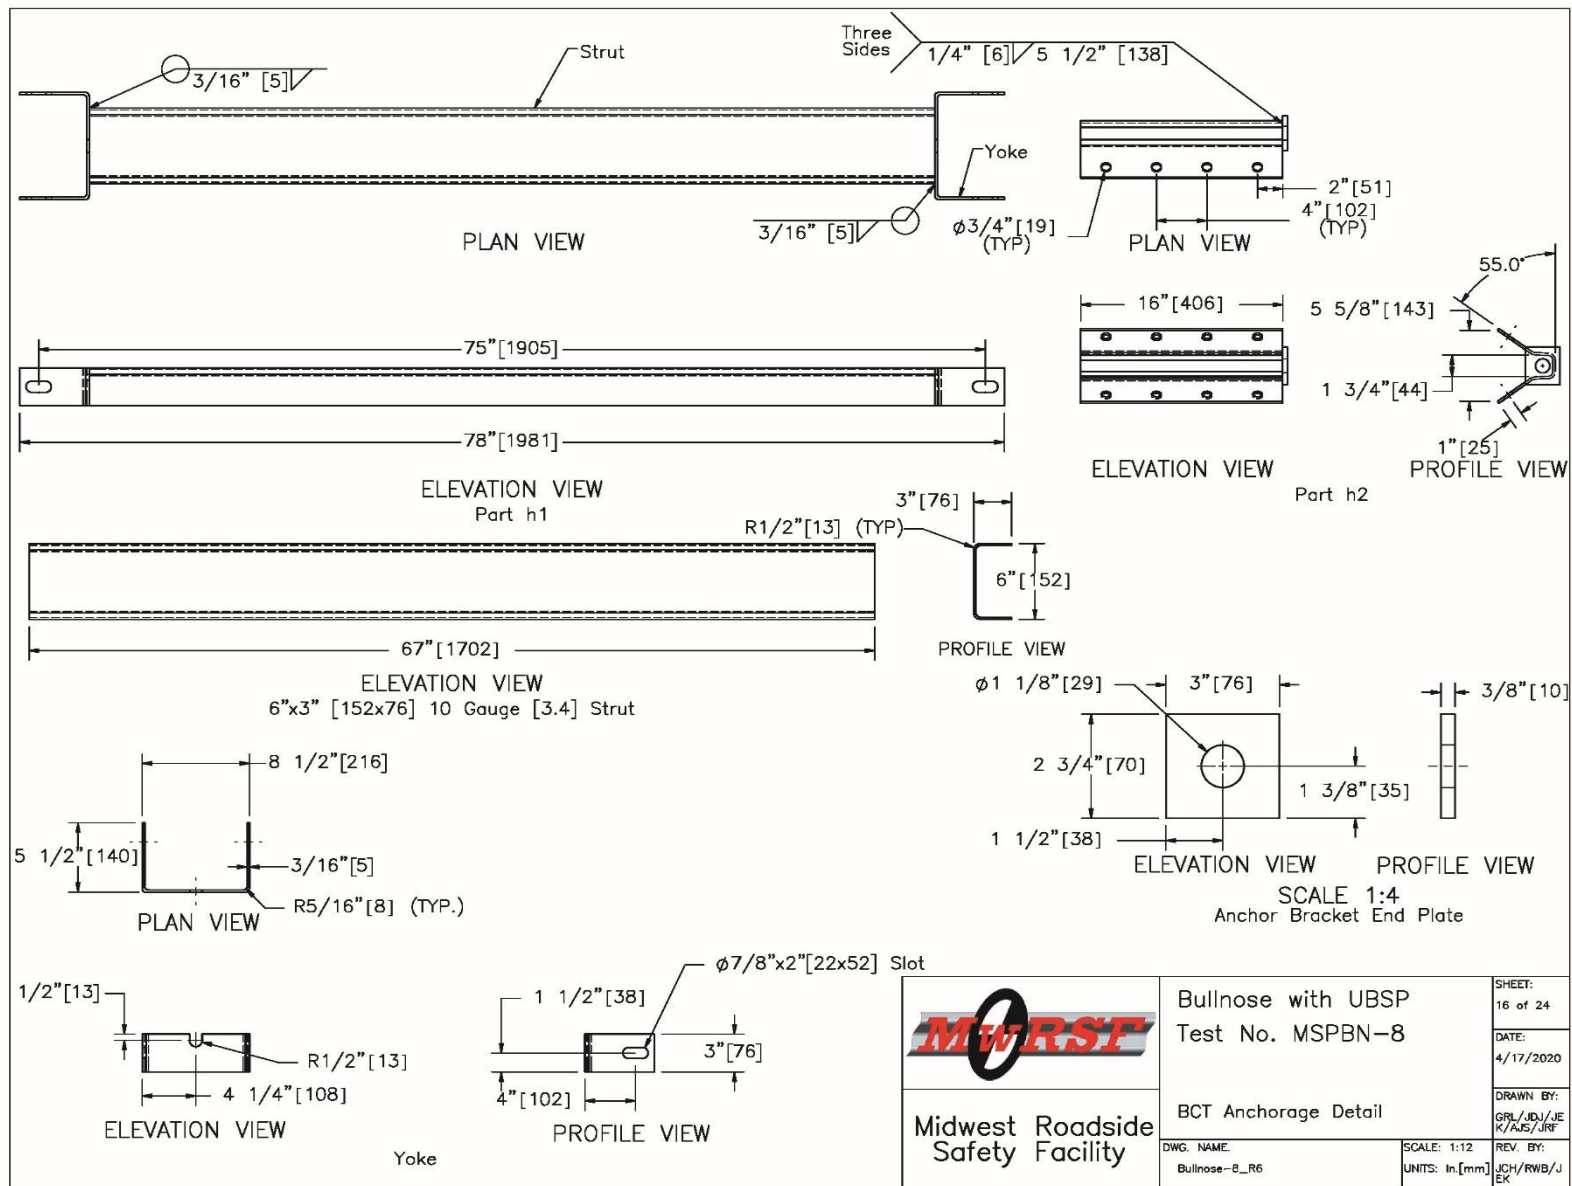 Three
Sides
1/4" [6] 5 1/2" [138]
3/16" [5]
Strut
Yoke
3/16" [5]
PLAN VIEW
2"[51]
4"[102]
(TYP)
ø3/4"[19]
(TYP)
PLAN VIEW
75"[1905]
78"[1981]
ELEVATION VIEW
Part h1
16"[406]
55.0°
5 5/8"[143]
1 3/4"[44]
1"[25]
ELEVATION VIEW
PROFILE VIEW
Part h2
3"[76]
R1/2"[13] (TYP)
6"[152]
PROFILE VIEW
67"[1702]
ELEVATION VIEW
6"x3" [152x76] 10 Gauge [3.4] Strut
ø1 1/8"[29]
3"[76]
3/8"[10]
2 3/4"[70]
1 3/8"[35]
1 1/2"[38]
ELEVATION VIEW
PROFILE VIEW
SCALE 1:4
Anchor Bracket End Plate
8 1/2"[216]
5 1/2"[140]
3/16"[5]
R5/16"[8] (TYP.)
PLAN VIEW
1/2"[13]
R1/2"[13]
4 1/4"[108]
ELEVATION VIEW
ø7/8"x2"[22x52] Slot
1 1/2"[38]
3"[76]
4"[102]
PROFILE VIEW
Yoke
MwRSF
Midwest Roadside
Safety Facility
Bullnose with UBSP
Test No. MSPBN-8
BCT Anchorage Detail
SHEET:
16 of 24
DATE:
4/17/2020
DRAWN BY:
GRL/JDJ/JE
K/AJS/JRF
DWG. NAME.
Bullnose-8_R6
SCALE: 1:12
UNITS: in.[mm]
REV. BY:
JCH/RWB/J
EK